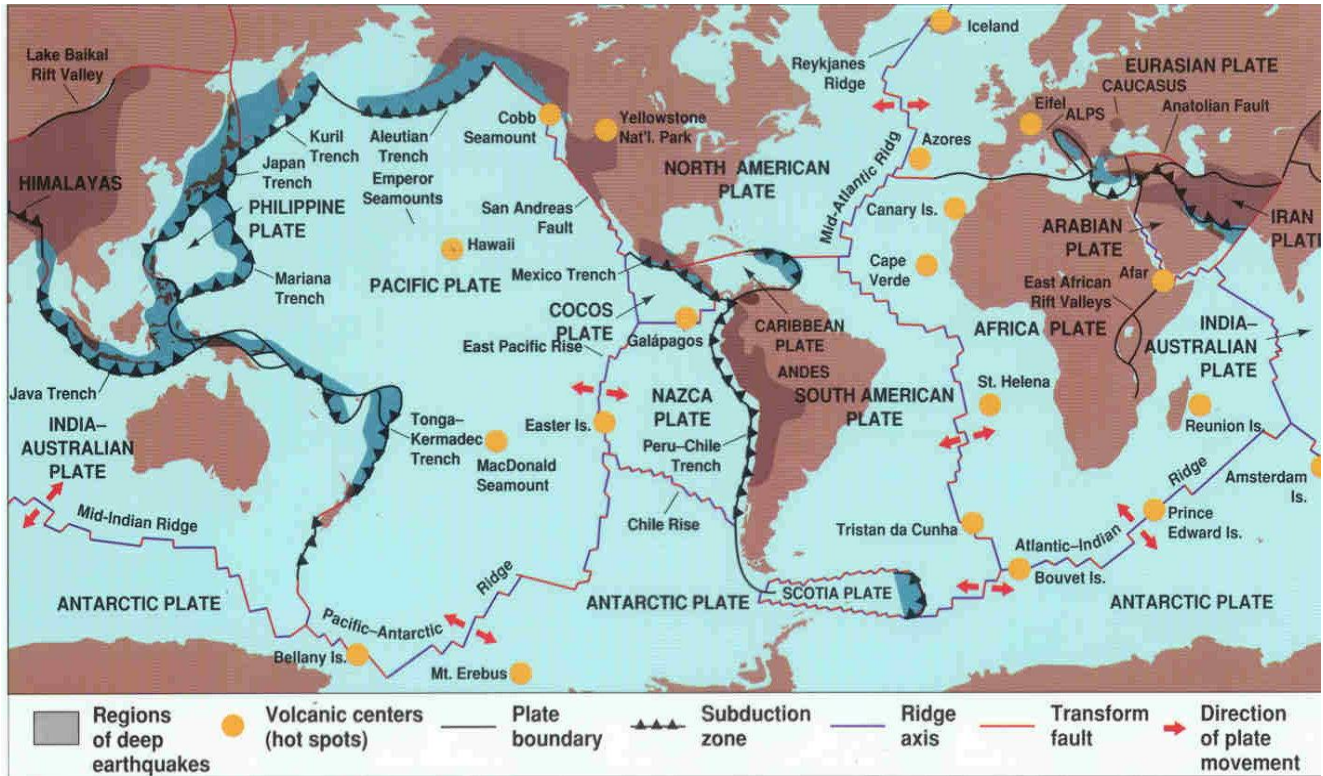 Iceland
Lake Baikal
Rift Valley
Reykjanes
Ridge
EURASIAN PLATE
CAUCASUS
Eifel
ALPS
Anatolian Fault
Cobb
Seamount
Yellowstone
Nat'l. Park
Kuril
Trench
Aleutian
Trench
Azores
Japan
Trench
Emperor
Seamounts
NORTH AMERICAN
PLATE
Mid-Atlantic Ridg
HIMALAYAS
PHILIPPINE
PLATE
San Andreas
Fault
Canary Is.
ARABIAN
PLATE
IRAN
PLATE
Hawaii
Mariana
Trench
PACIFIC PLATE
Mexico Trench
Cape
Verde
Afar
East African
Rift Valleys
COCOS
PLATE
Galápagos
CARIBBEAN
PLATE
AFRICA PLATE
INDIA–
AUSTRALIAN
PLATE
East Pacific Rise
Java Trench
ANDES
NAZCA
PLATE
SOUTH AMERICAN
PLATE
St. Helena
INDIA–
AUSTRALIAN
PLATE
Tonga–
Kermadec
Trench
Easter Is.
Peru–Chile
Trench
Reunion Is.
MacDonald
Seamount
Amsterdam
Is.
Mid-Indian Ridge
Chile Rise
Tristan da Cunha
Atlantic–Indian
Ridge
Prince
Edward Is.
Bouvet Is.
ANTARCTIC PLATE
Pacific–Antarctic
Ridge
ANTARCTIC PLATE
SCOTIA PLATE
ANTARCTIC PLATE
Bellany Is.
Mt. Erebus
Regions
of deep
earthquakes
Volcanic centers
(hot spots)
Plate
boundary
Subduction
zone
Ridge
axis
Transform
fault
Direction
of plate
movement